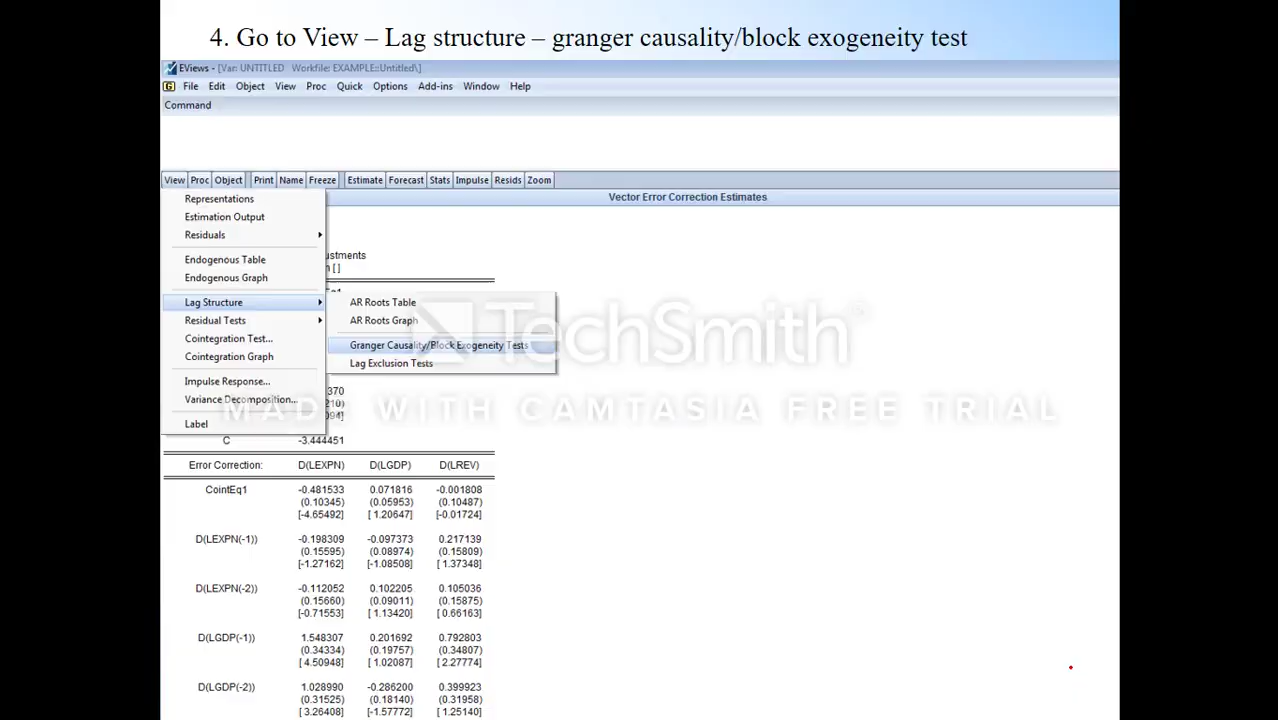 4. Go to View – Lag structure – granger causality/block exogeneity test
EViews - [Var: UNTITLED Workfile: EXAMPLE::Untitled\]
File Edit Object View Proc Quick Options Add-ins Window Help
Command
View Proc Object Print Name Freeze Estimate Forecast Stats Impulse Resids Zoom
Vector Error Correction Estimates
Representations
Estimation Output
Residuals
Endogenous Table
Endogenous Graph
Lag Structure
Residual Tests
Cointegration Test...
Cointegration Graph
Impulse Response...
Variance Decomposition...
Label
ustments
n [ ]
AR Roots Table
AR Roots Graph
Granger Causality/Block Exogeneity Tests
Lag Exclusion Tests
TechSmith®
MADE WITH CAMTASIA FREE TRIAL
370
210)
094]
C -3.444451
Error Correction: D(LEXPN) D(LGDP) D(LREV)
CointEq1 -0.481533 0.071816 -0.001808
(0.10345) (0.05953) (0.10487)
[-4.65492] [ 1.20647] [-0.01724]
D(LEXPN(-1)) -0.198309 -0.097373 0.217139
(0.15595) (0.08974) (0.15809)
[-1.27162] [-1.08508] [ 1.37348]
D(LEXPN(-2)) -0.112052 0.102205 0.105036
(0.15660) (0.09011) (0.15875)
[-0.71553] [ 1.13420] [ 0.66163]
D(LGDP(-1)) 1.548307 0.201692 0.792803
(0.34334) (0.19757) (0.34807)
[ 4.50948] [ 1.02087] [ 2.27774]
D(LGDP(-2)) 1.028990 -0.286200 0.399923
(0.31525) (0.18140) (0.31958)
[ 3.26408] [-1.57772] [ 1.25140]